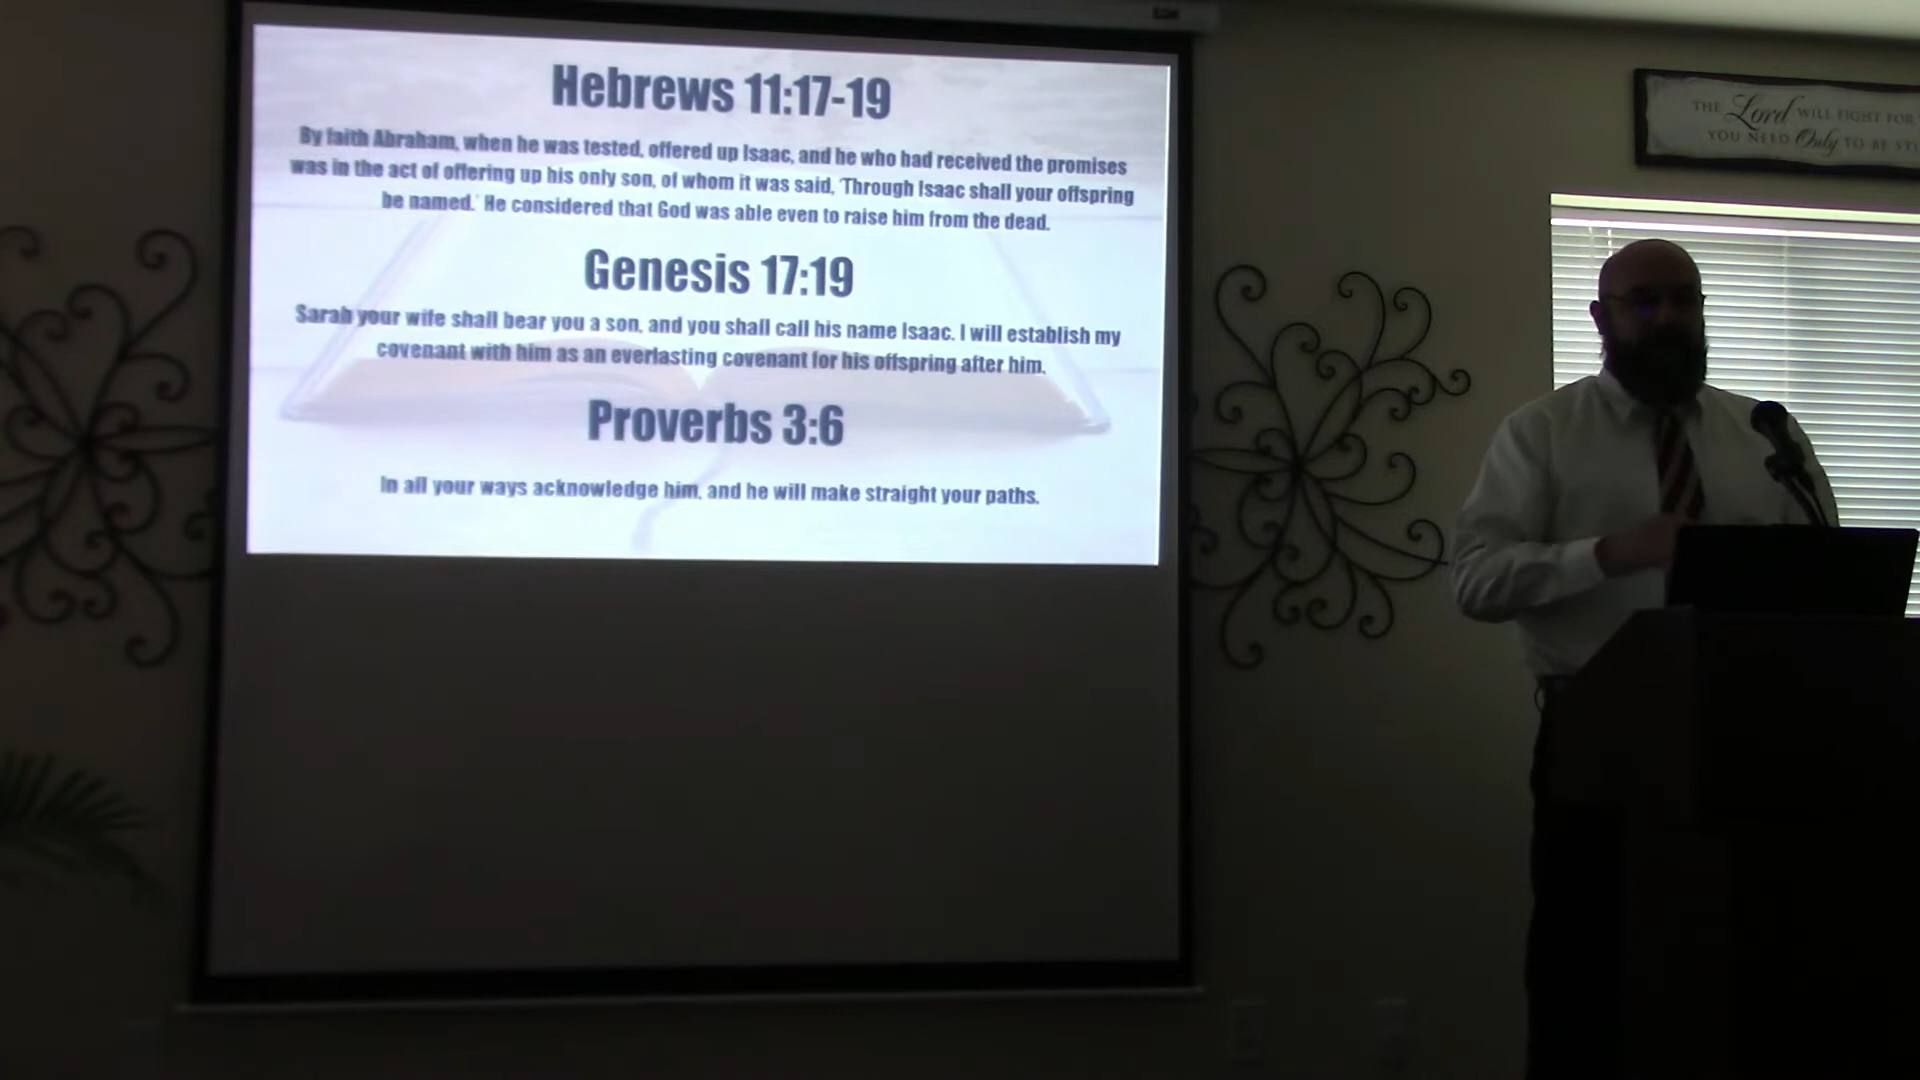 Hebrews 11:17-19
By faith Abraham, when he was tested, offered up Isaac, and he who had received the promises
was in the act of offering up his only son, of whom it was said, 'Through Isaac shall your offspring
be named.' He considered that God was able even to raise him from the dead.
Genesis 17:19
Sarah your wife shall bear you a son, and you shall call his name Isaac. I will establish my
covenant with him as an everlasting covenant for his offspring after him.
Proverbs 3:6
In all your ways acknowledge him, and he will make straight your paths.
THE Lord WILL FIGHT FOR
YOU NEED Only TO BE STI